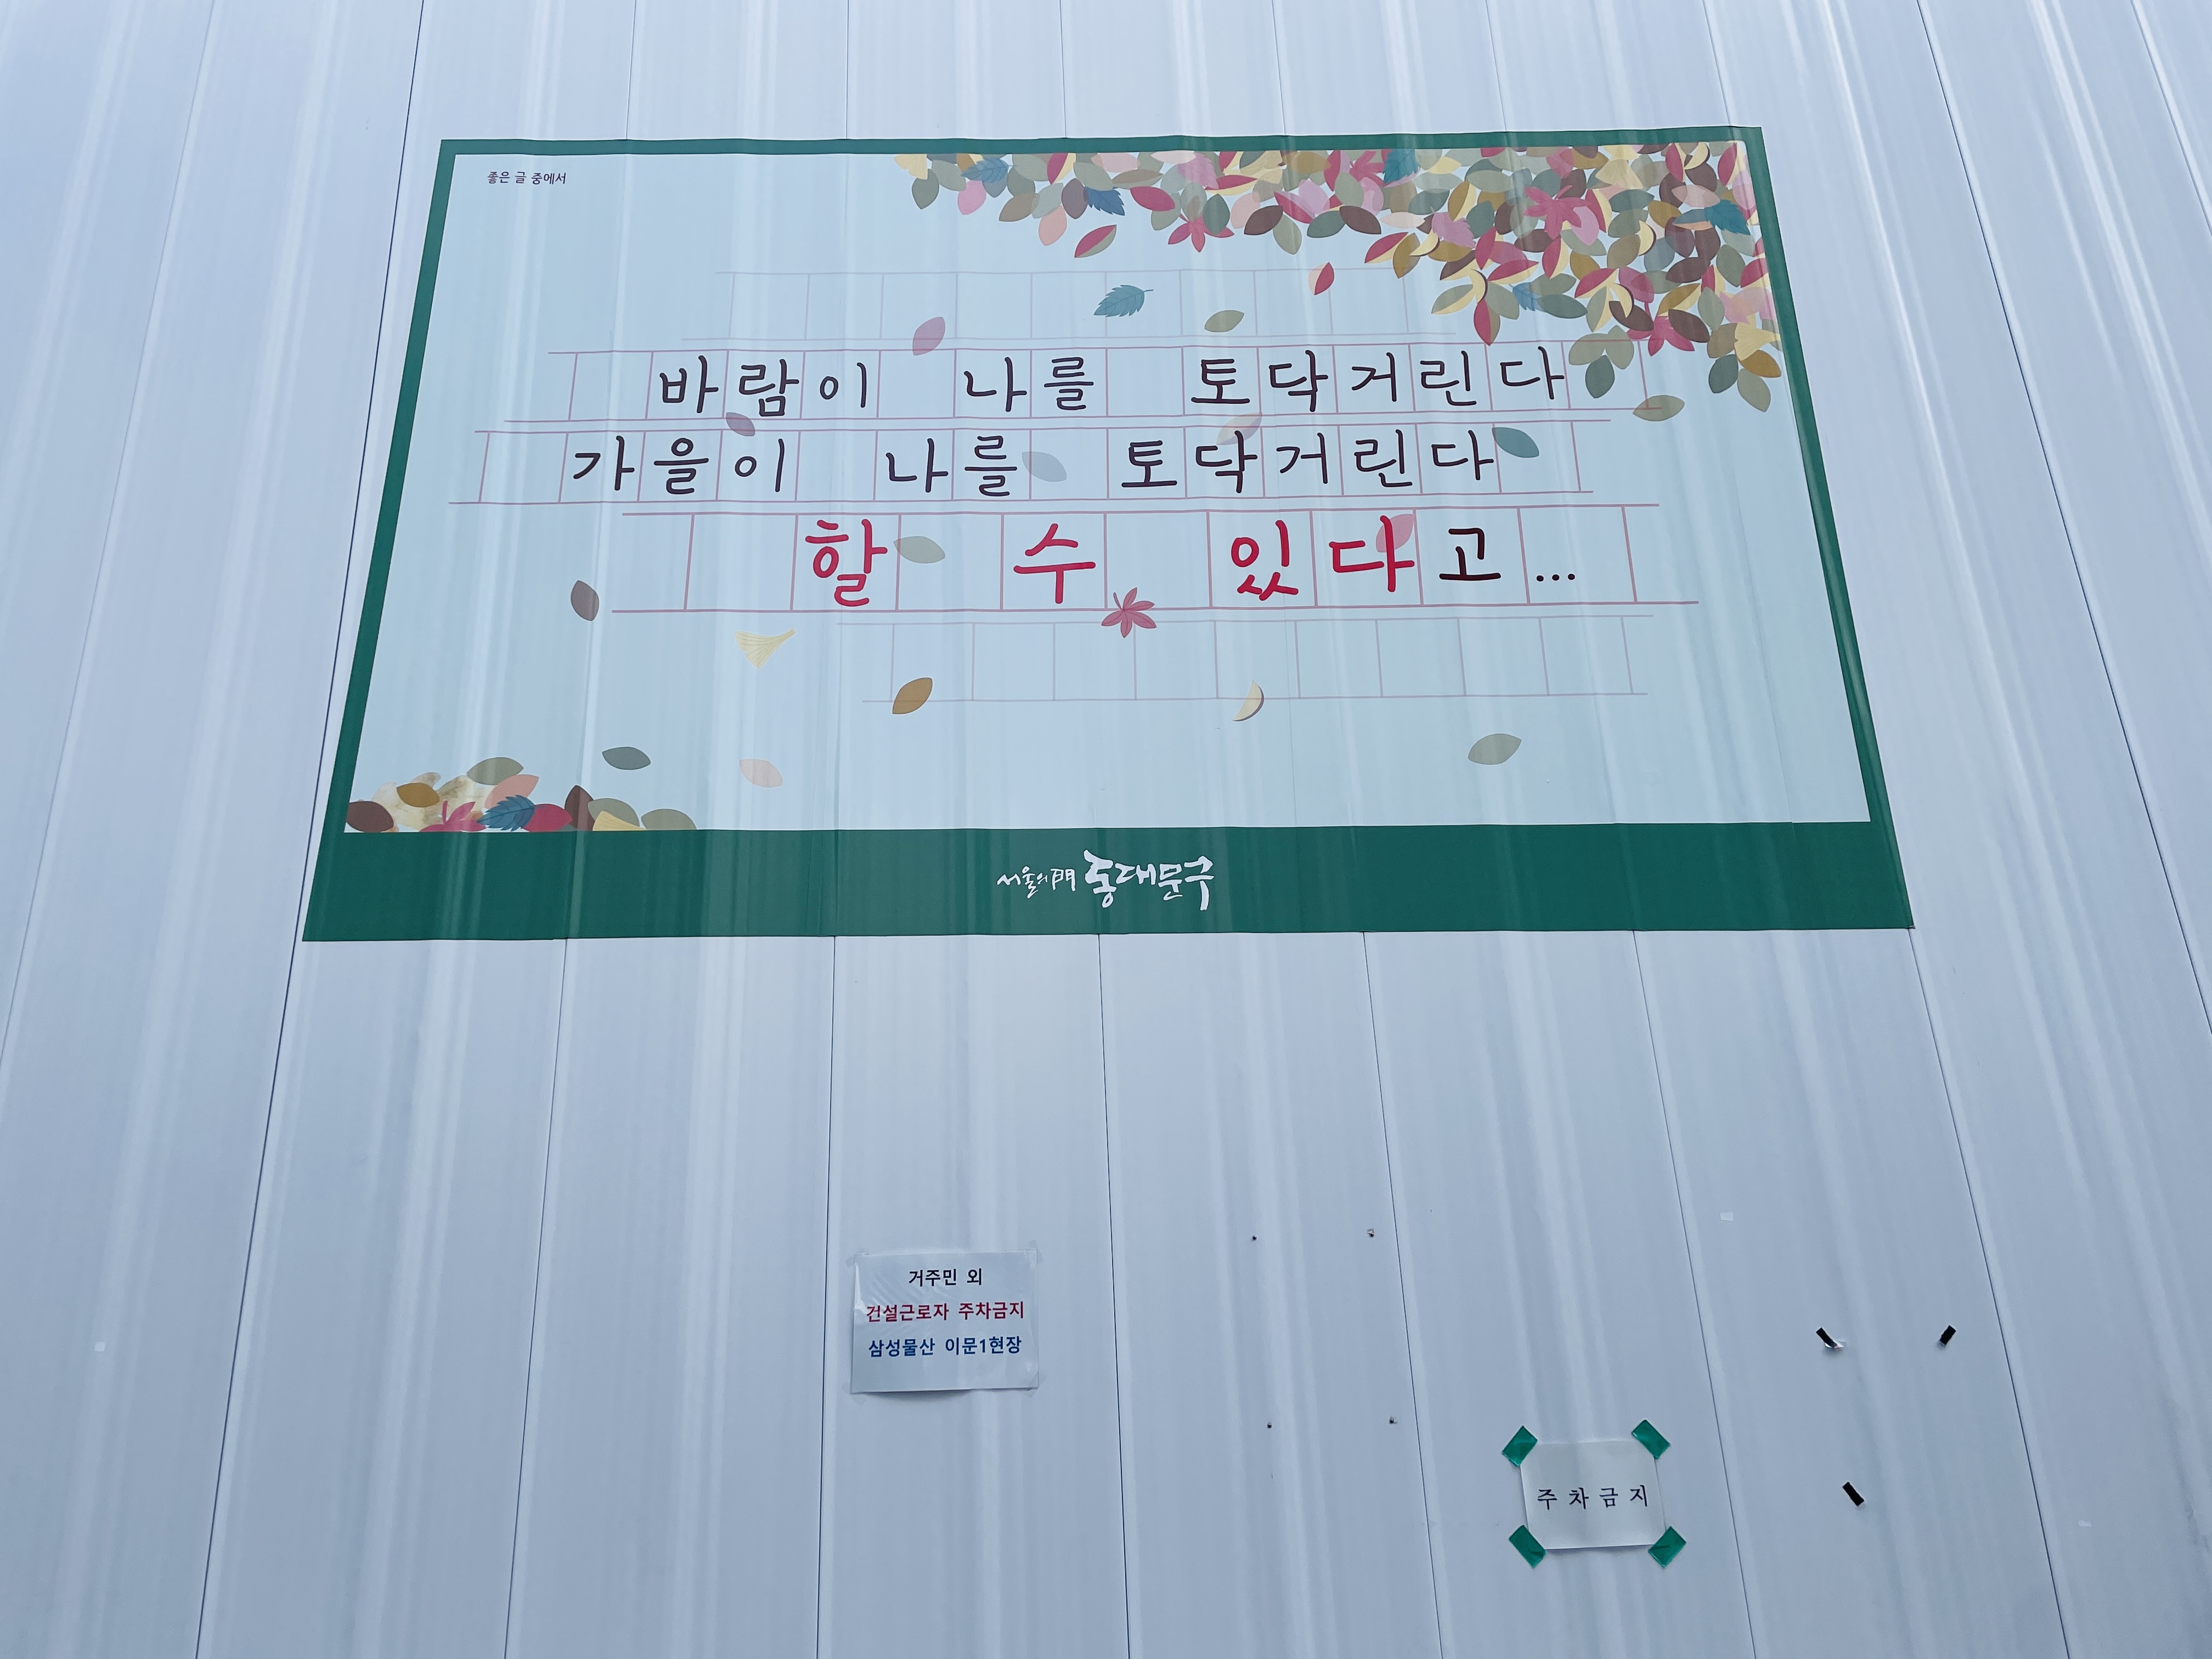 좋은 글 중에서
바람이 나를 토닥거린다
가을이 나를 토닥거린다
할 수 있다고...
서울의 門 동대문구
거주민 외
건설근로자 주차금지
삼성물산 이문1현장
주 차 금 지